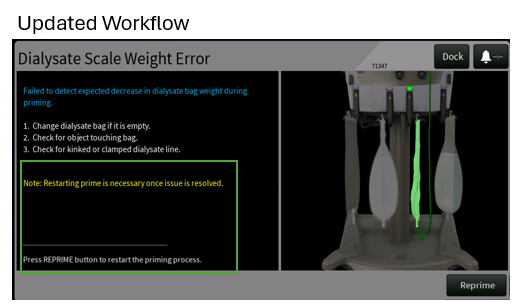 Updated Workflow
Dialysate Scale Weight Error
T1347
Dock
--:--
Failed to detect expected decrease in dialysate bag weight during
priming.
1. Change dialysate bag if it is empty.
2. Check for object touching bag.
3. Check for kinked or clamped dialysate line.
Note: Restarting prime is necessary once issue is resolved.
Press REPRIME button to restart the priming process.
Reprime